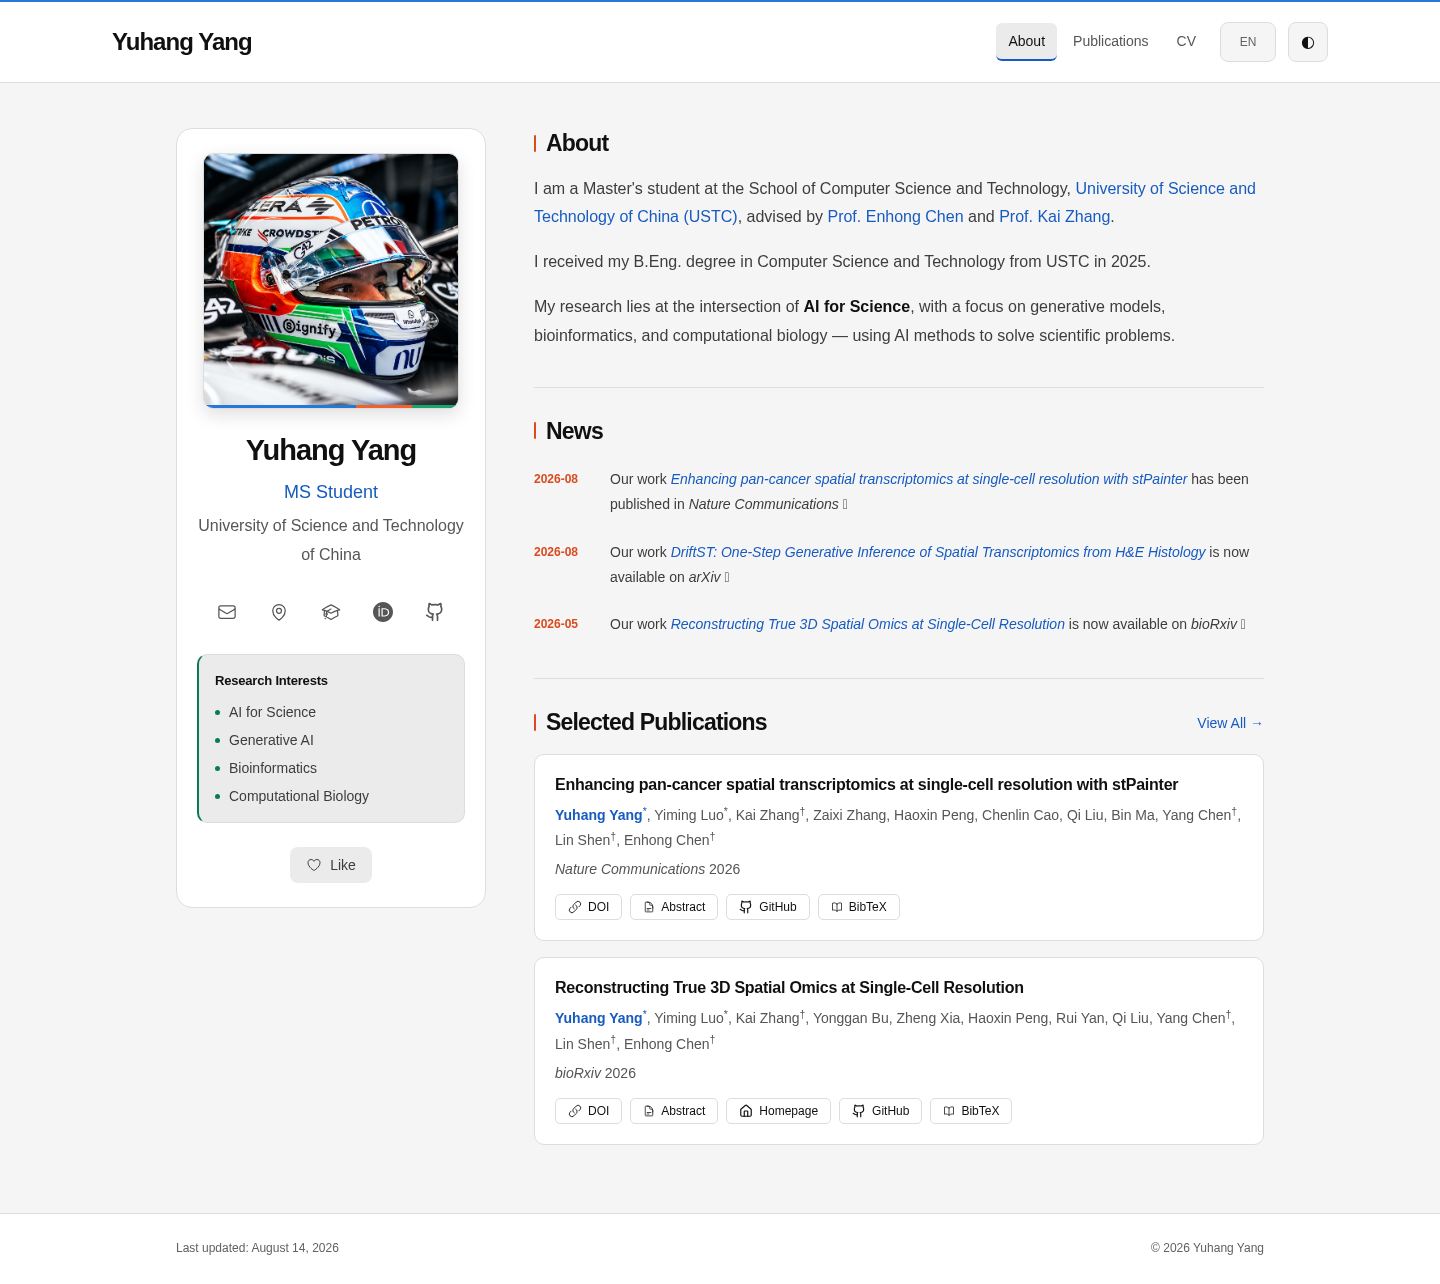 Yuhang Yang
About
Publications
CV
EN
CROWDST
PETRO
Signify
nu
Yuhang Yang
MS Student
University of Science and Technology
of China
iD
Research Interests
AI for Science
Generative AI
Bioinformatics
Computational Biology
Like
About
I am a Master's student at the School of Computer Science and Technology, University of Science and
Technology of China (USTC), advised by Prof. Enhong Chen and Prof. Kai Zhang.
I received my B.Eng. degree in Computer Science and Technology from USTC in 2025.
My research lies at the intersection of AI for Science, with a focus on generative models,
bioinformatics, and computational biology — using AI methods to solve scientific problems.
News
2026-08 Our work Enhancing pan-cancer spatial transcriptomics at single-cell resolution with stPainter has been
published in Nature Communications
2026-08 Our work DriftST: One-Step Generative Inference of Spatial Transcriptomics from H&E Histology is now
available on arXiv
2026-05 Our work Reconstructing True 3D Spatial Omics at Single-Cell Resolution is now available on bioRxiv
Selected Publications
View All →
Enhancing pan-cancer spatial transcriptomics at single-cell resolution with stPainter
Yuhang Yang*, Yiming Luo*, Kai Zhang†, Zaixi Zhang, Haoxin Peng, Chenlin Cao, Qi Liu, Bin Ma, Yang Chen†,
Lin Shen†, Enhong Chen†
Nature Communications 2026
DOI Abstract GitHub BibTeX
Reconstructing True 3D Spatial Omics at Single-Cell Resolution
Yuhang Yang*, Yiming Luo*, Kai Zhang†, Yonggan Bu, Zheng Xia, Haoxin Peng, Rui Yan, Qi Liu, Yang Chen†,
Lin Shen†, Enhong Chen†
bioRxiv 2026
DOI Abstract Homepage GitHub BibTeX
Last updated: August 14, 2026
© 2026 Yuhang Yang